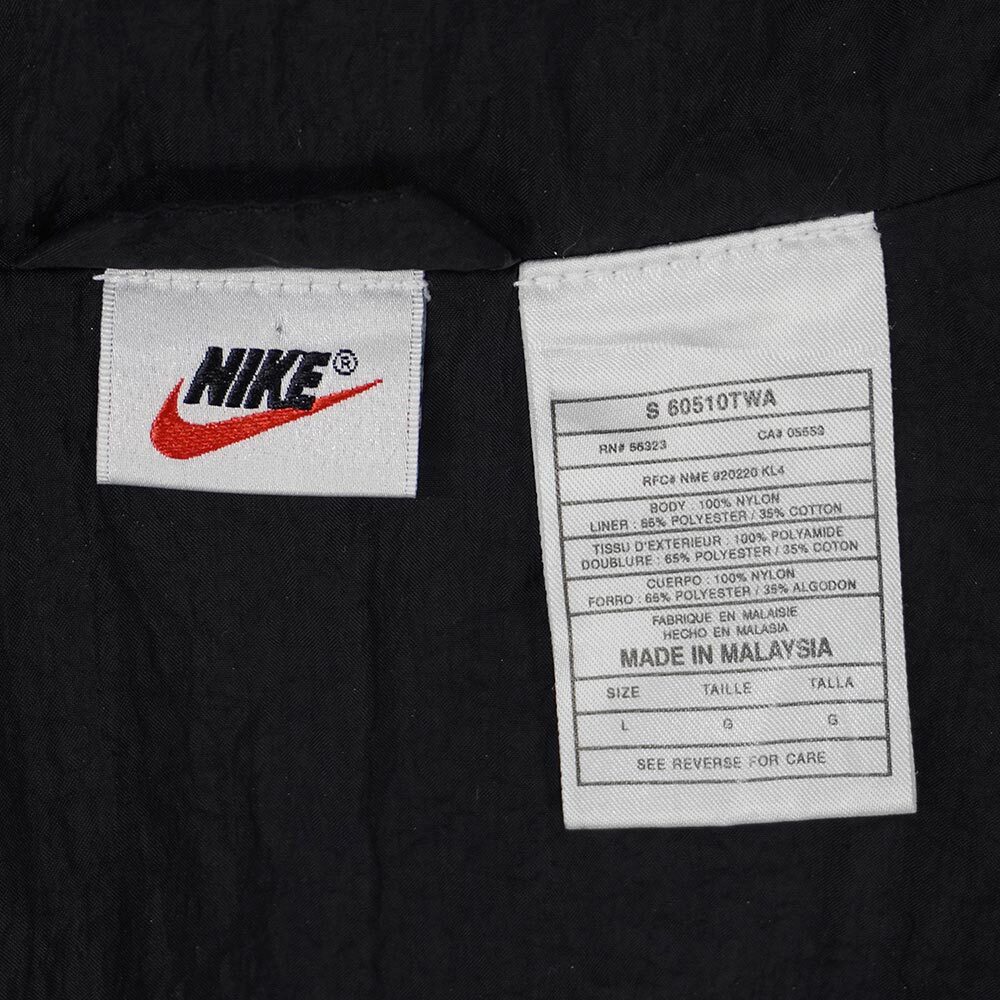 NIKE®
S 60510TWA
RN# 56323 CA# 05553
RFC# NME 920220 KL4
BODY : 100% NYLON
LINER : 65% POLYESTER / 35% COTTON
TISSU D'EXTERIEUR : 100% POLYAMIDE
DOUBLURE : 65% POLYESTER / 35% COTON
CUERPO : 100% NYLON
FORRO : 65% POLYESTER / 35% ALGODON
FABRIQUE EN MALAISIE
HECHO EN MALASIA
MADE IN MALAYSIA
SIZE TAILLE TALLA
L G G
SEE REVERSE FOR CARE